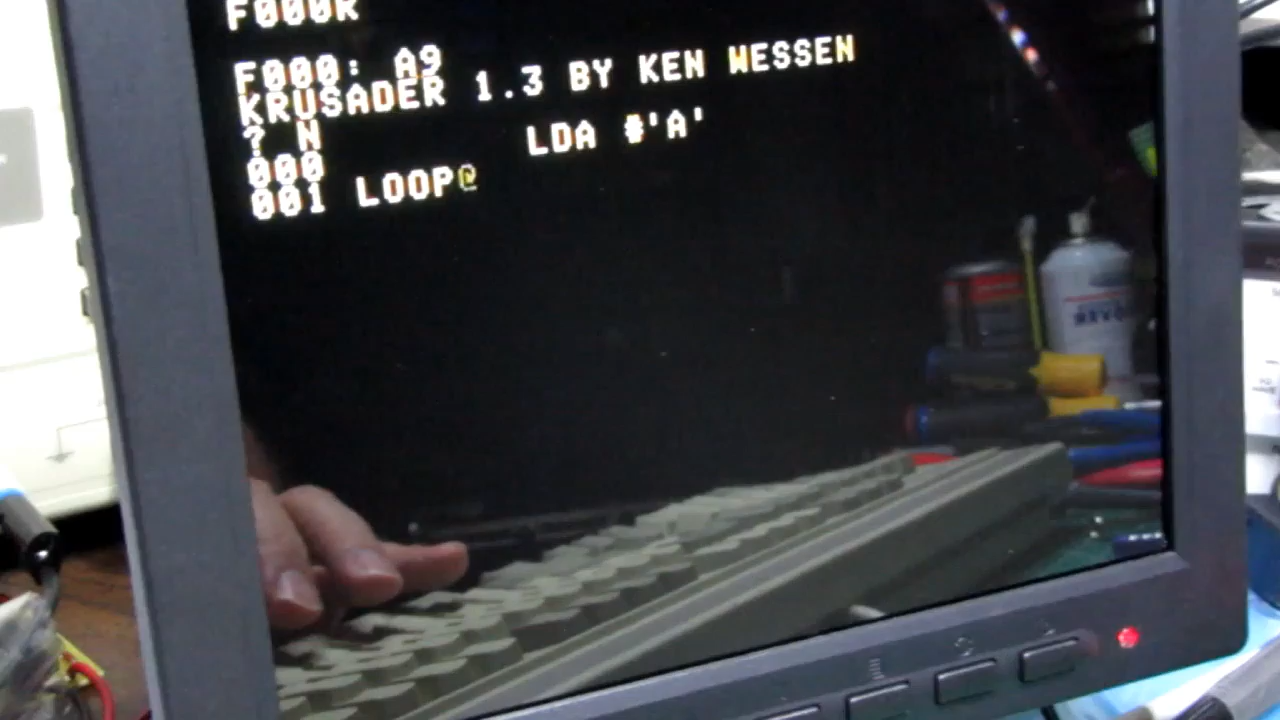 F000R
F000: A9
KRUSADER 1.3 BY KEN WESSEN
? N
000 LDA #'A'
001 LOOP@